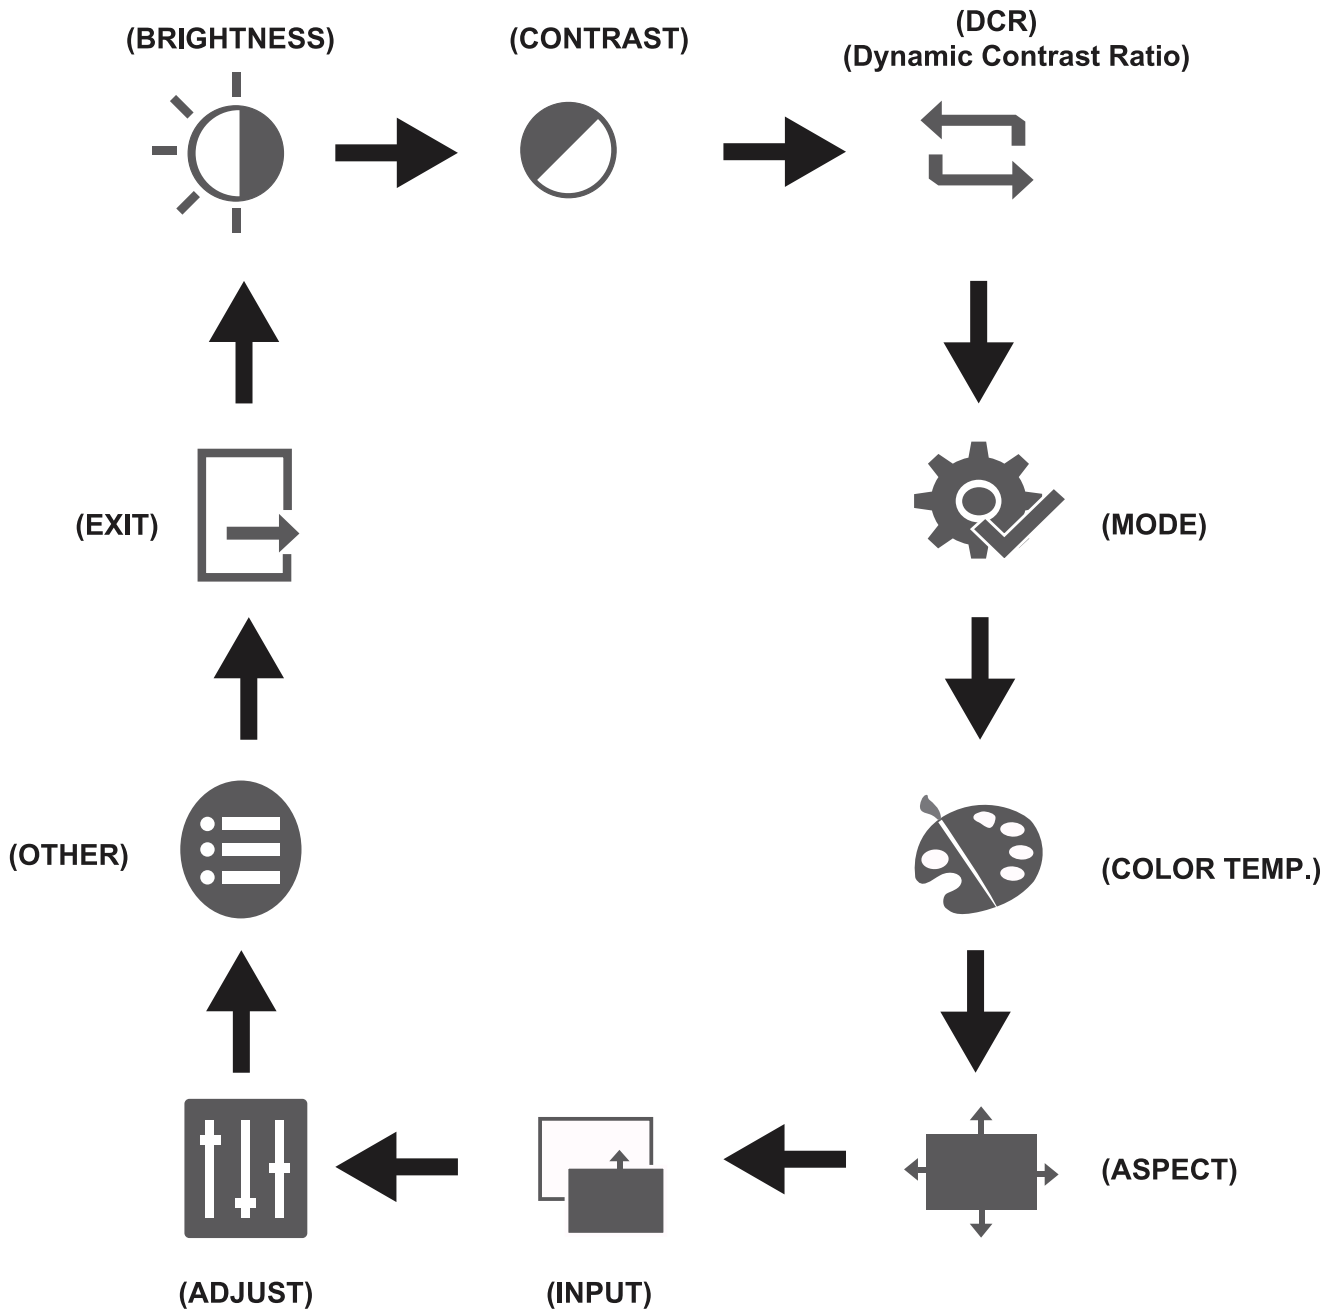 (BRIGHTNESS)
(CONTRAST)
(DCR)
(Dynamic Contrast Ratio)
(EXIT)
(MODE)
(OTHER)
(COLOR TEMP.)
(ASPECT)
(ADJUST)
(INPUT)